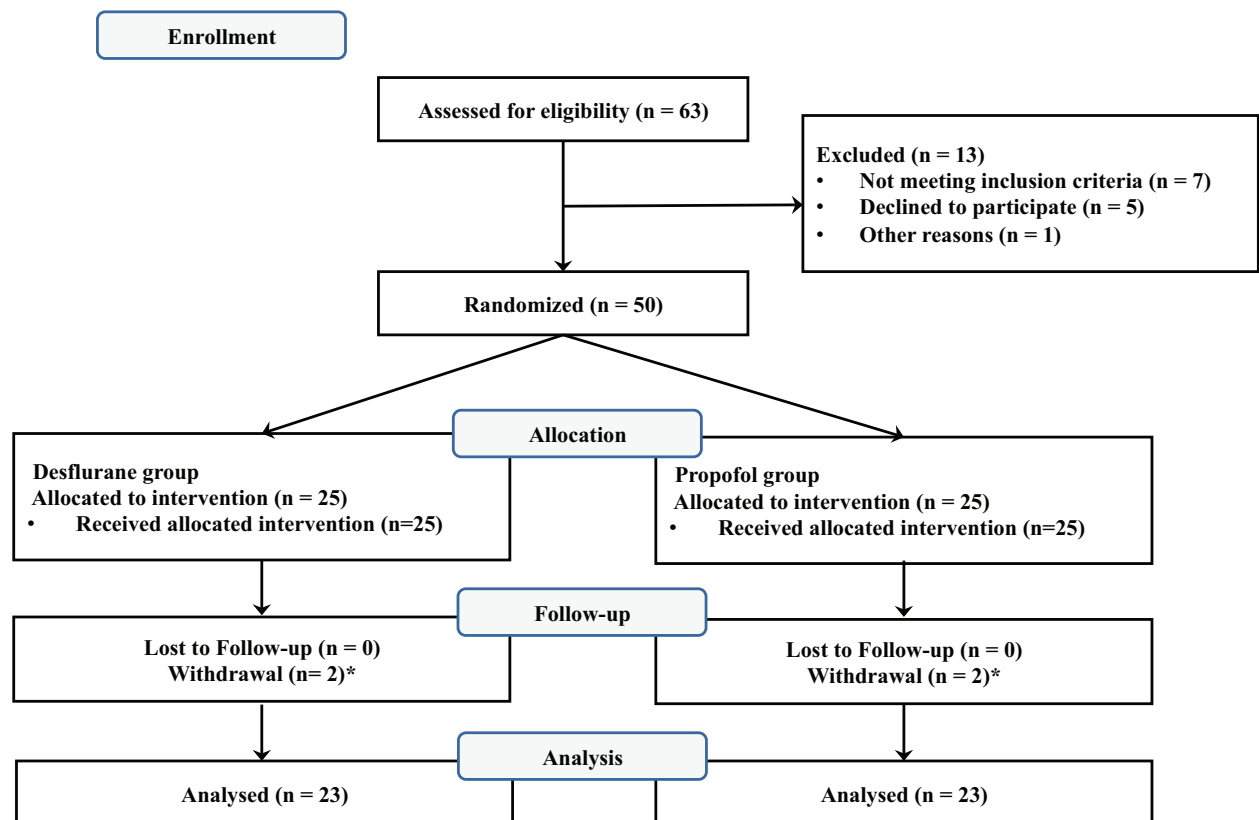 Enrollment
Assessed for eligibility (n = 63)
Excluded (n = 13)
• Not meeting inclusion criteria (n = 7)
• Declined to participate (n = 5)
• Other reasons (n = 1)
Randomized (n = 50)
Allocation
Desflurane group
Allocated to intervention (n = 25)
• Received allocated intervention (n=25)
Propofol group
Allocated to intervention (n = 25)
• Received allocated intervention (n=25)
Follow-up
Lost to Follow-up (n = 0)
Withdrawal (n= 2)*
Lost to Follow-up (n = 0)
Withdrawal (n = 2)*
Analysis
Analysed (n = 23)
Analysed (n = 23)